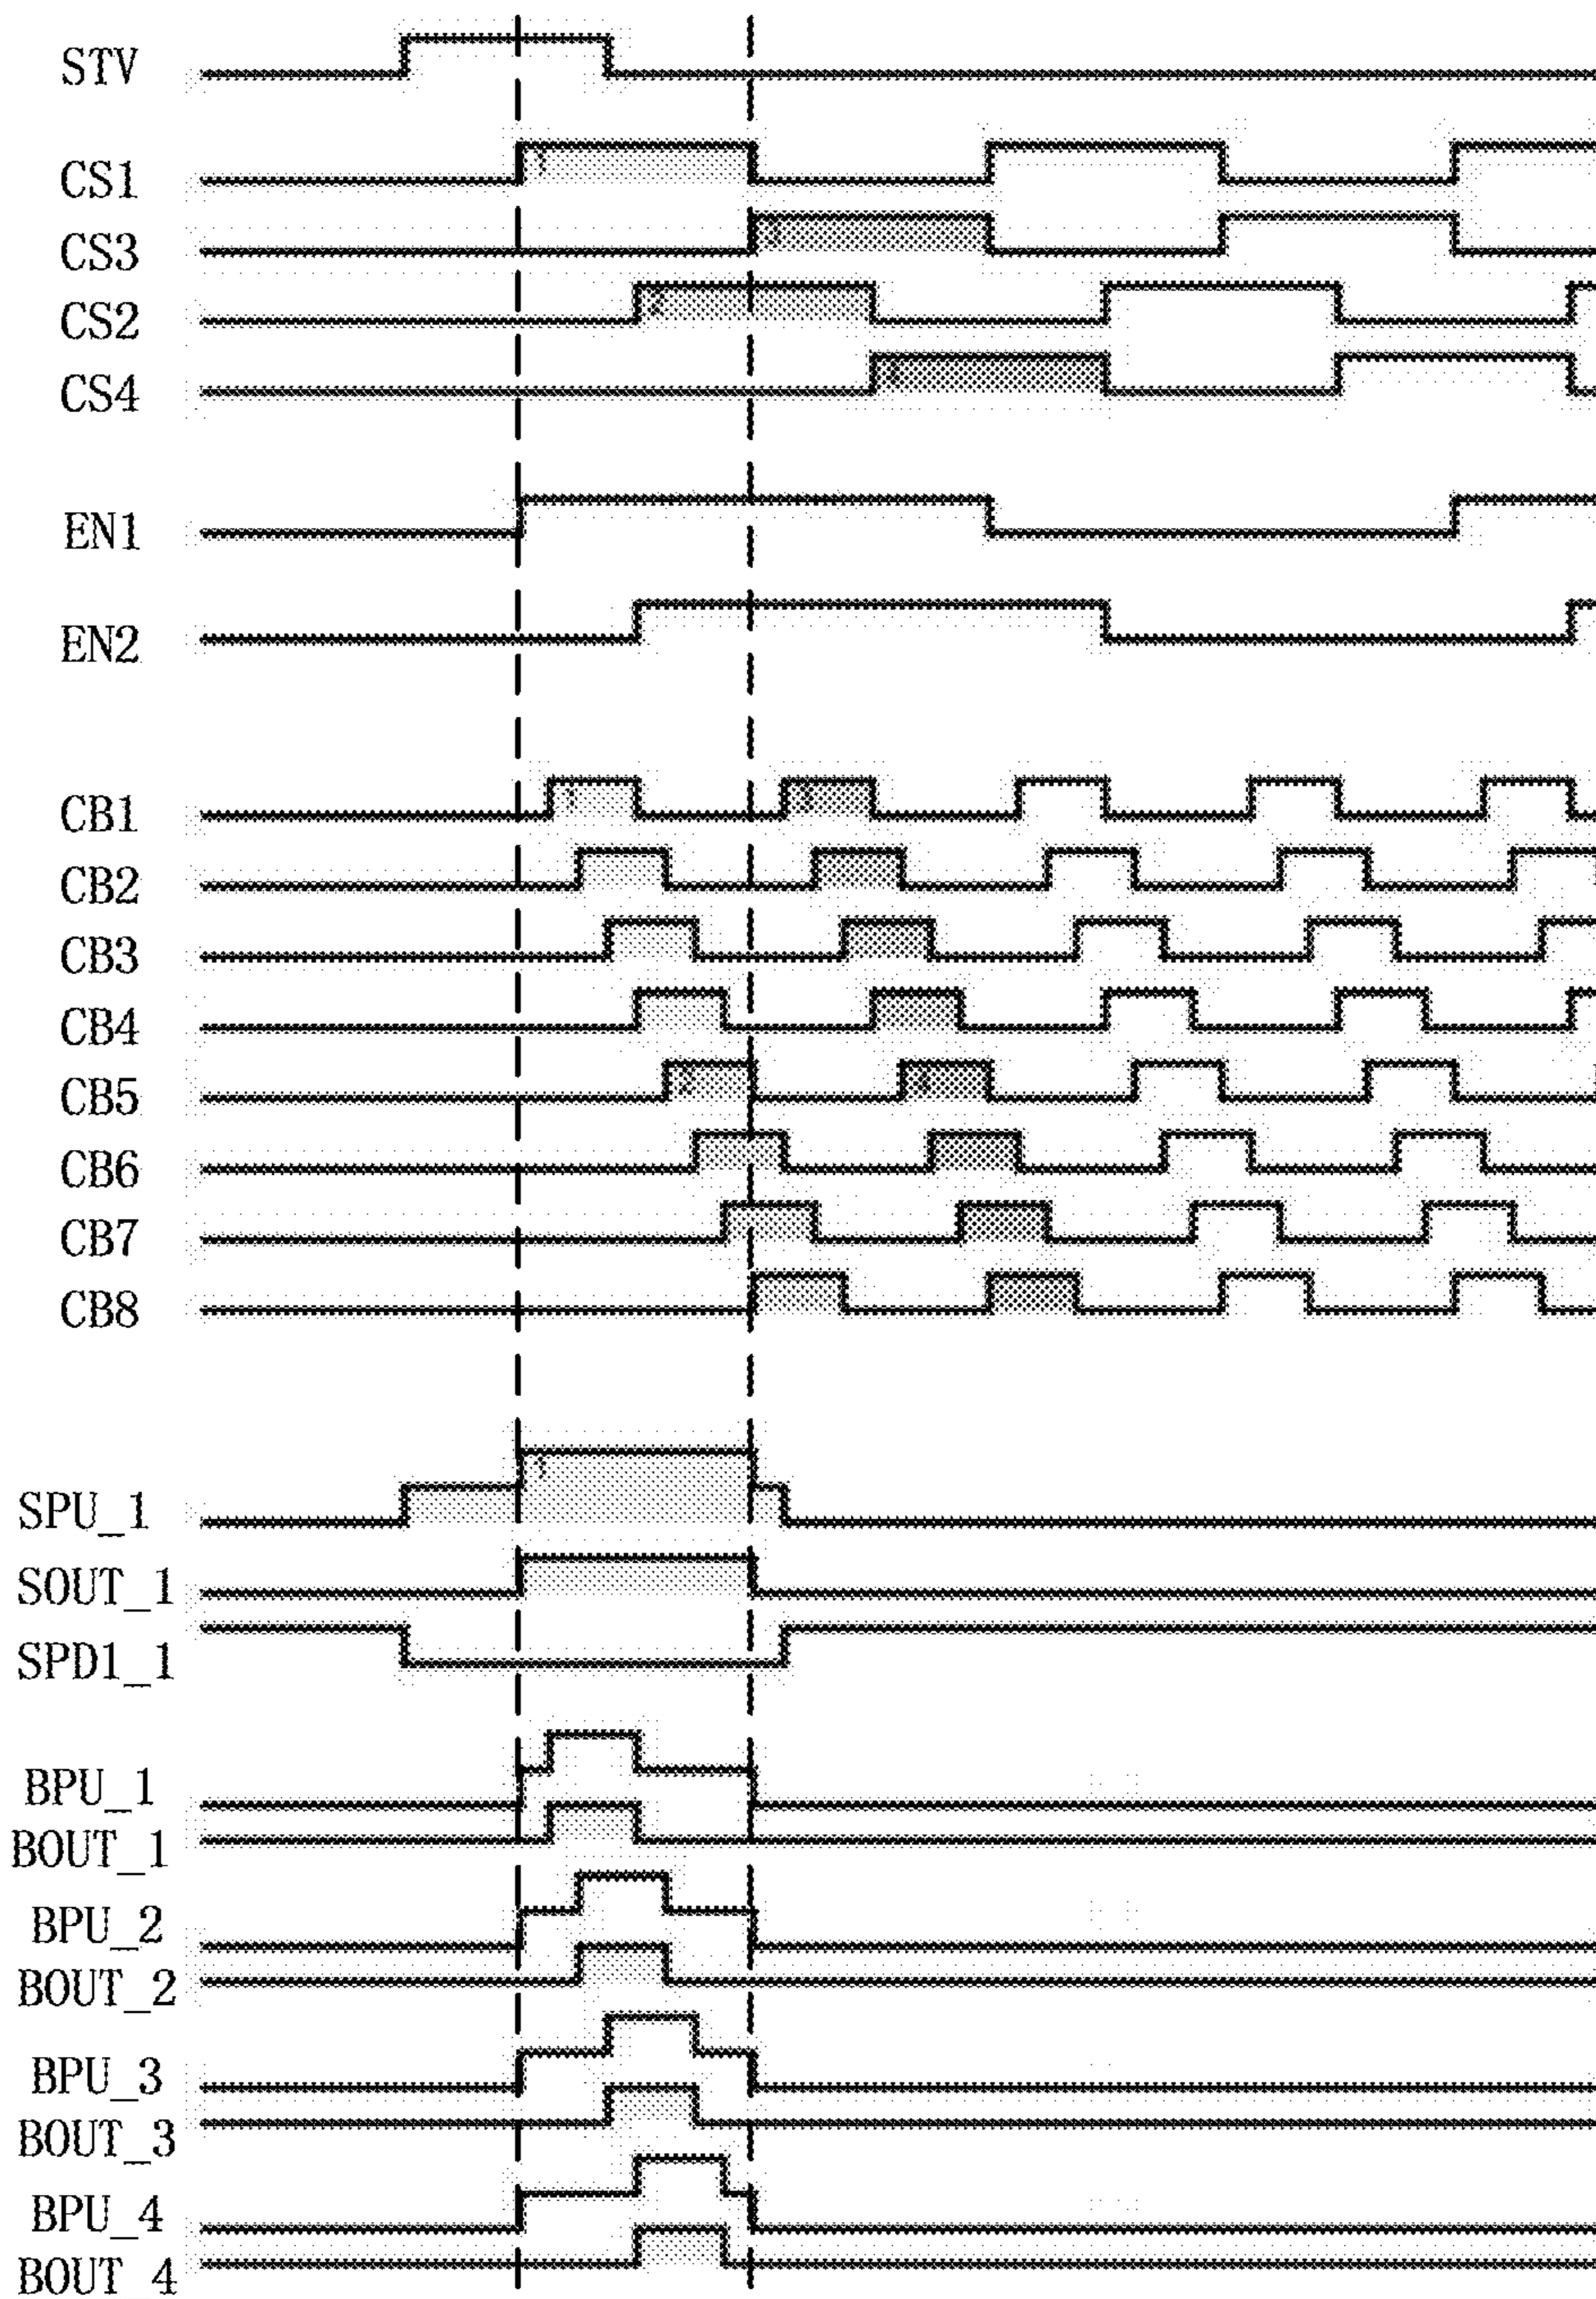 STV
CS1
CS3
CS2
CS4
EN1
EN2
CB1
CB2
CB3
CB4
CB5
CB6
CB7
CB8
SPU_1
SOUT_1
SPD1_1
BPU_1
BOUT_1
BPU_2
BOUT_2
BPU_3
BOUT_3
BPU_4
BOUT_4